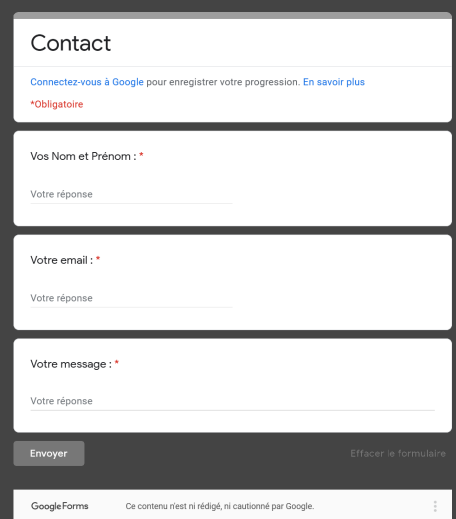 Contact
Connectez-vous à Google pour enregistrer votre progression. En savoir plus
*Obligatoire
Vos Nom et Prénom : *
Votre réponse
Votre email : *
Votre réponse
Votre message : *
Votre réponse
Envoyer
Effacer le formulaire
Google Forms
Ce contenu n'est ni rédigé, ni cautionné par Google.